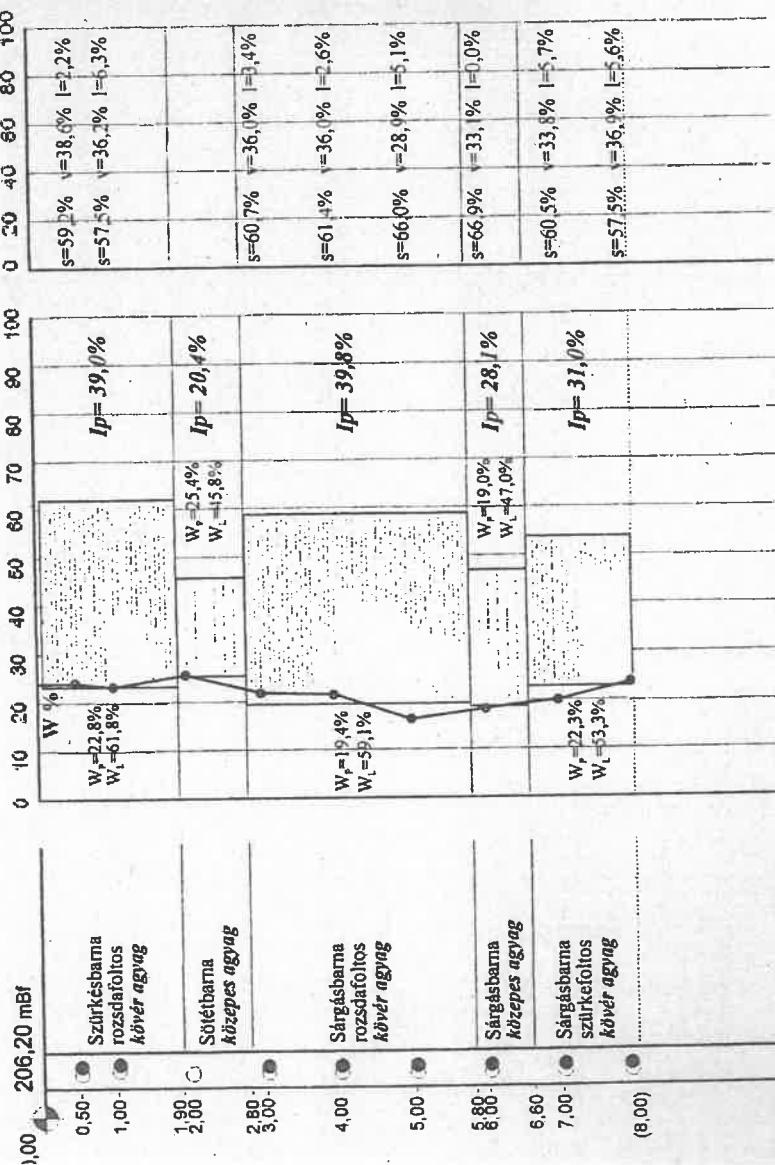 206,20 mBf
0,00
0,50
1,00
1,90
2,00
2,80
3,00
4,00
5,00
5,80
6,00
6,60
7,00
(8,00)
Szürkésbarna
rozsdafoltos
kövér agyag
Sötétbarna
közepes agyag
Sárgásbarna
rozsdafoltos
kövér agyag
Sárgásbarna
közepes agyag
Sárgásbarna
szürkefoltos
kövér agyag
0 10 20 30 40 50 60 70 80 90 100
W %
WP=22,8%
WL=61,8%
Ip= 39,0%
WP=25,4%
WL=45,8%
Ip= 20,4%
WP=19,4%
WL=59,1%
Ip= 39,8%
WP=19,0%
WL=47,0%
Ip= 28,1%
WP=22,3%
WL=53,3%
Ip= 31,0%
0 20 40 60 80 100
s=59,2% v=38,6% l=2,2%
s=57,5% v=36,2% l=6,3%
s=60,7% v=36,0% l=3,4%
s=61,4% v=36,0% l=2,6%
s=66,0% v=28,9% l=5,1%
s=66,9% v=33,1% l=0,0%
s=60,5% v=33,8% l=5,7%
s=57,5% v=36,9% l=5,6%